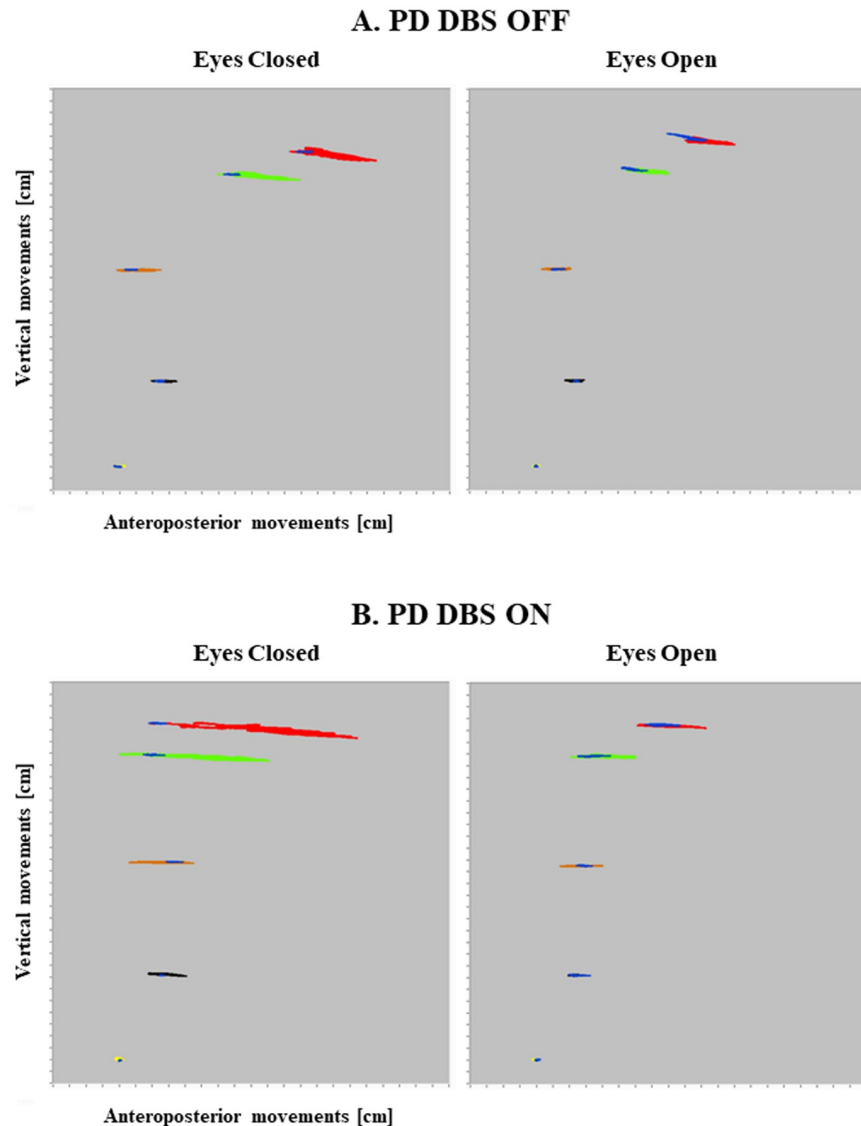 A. PD DBS OFF
Eyes Closed
Eyes Open
Vertical movements [cm]
Anteroposterior movements [cm]
B. PD DBS ON
Eyes Closed
Eyes Open
Vertical movements [cm]
Anteroposterior movements [cm]